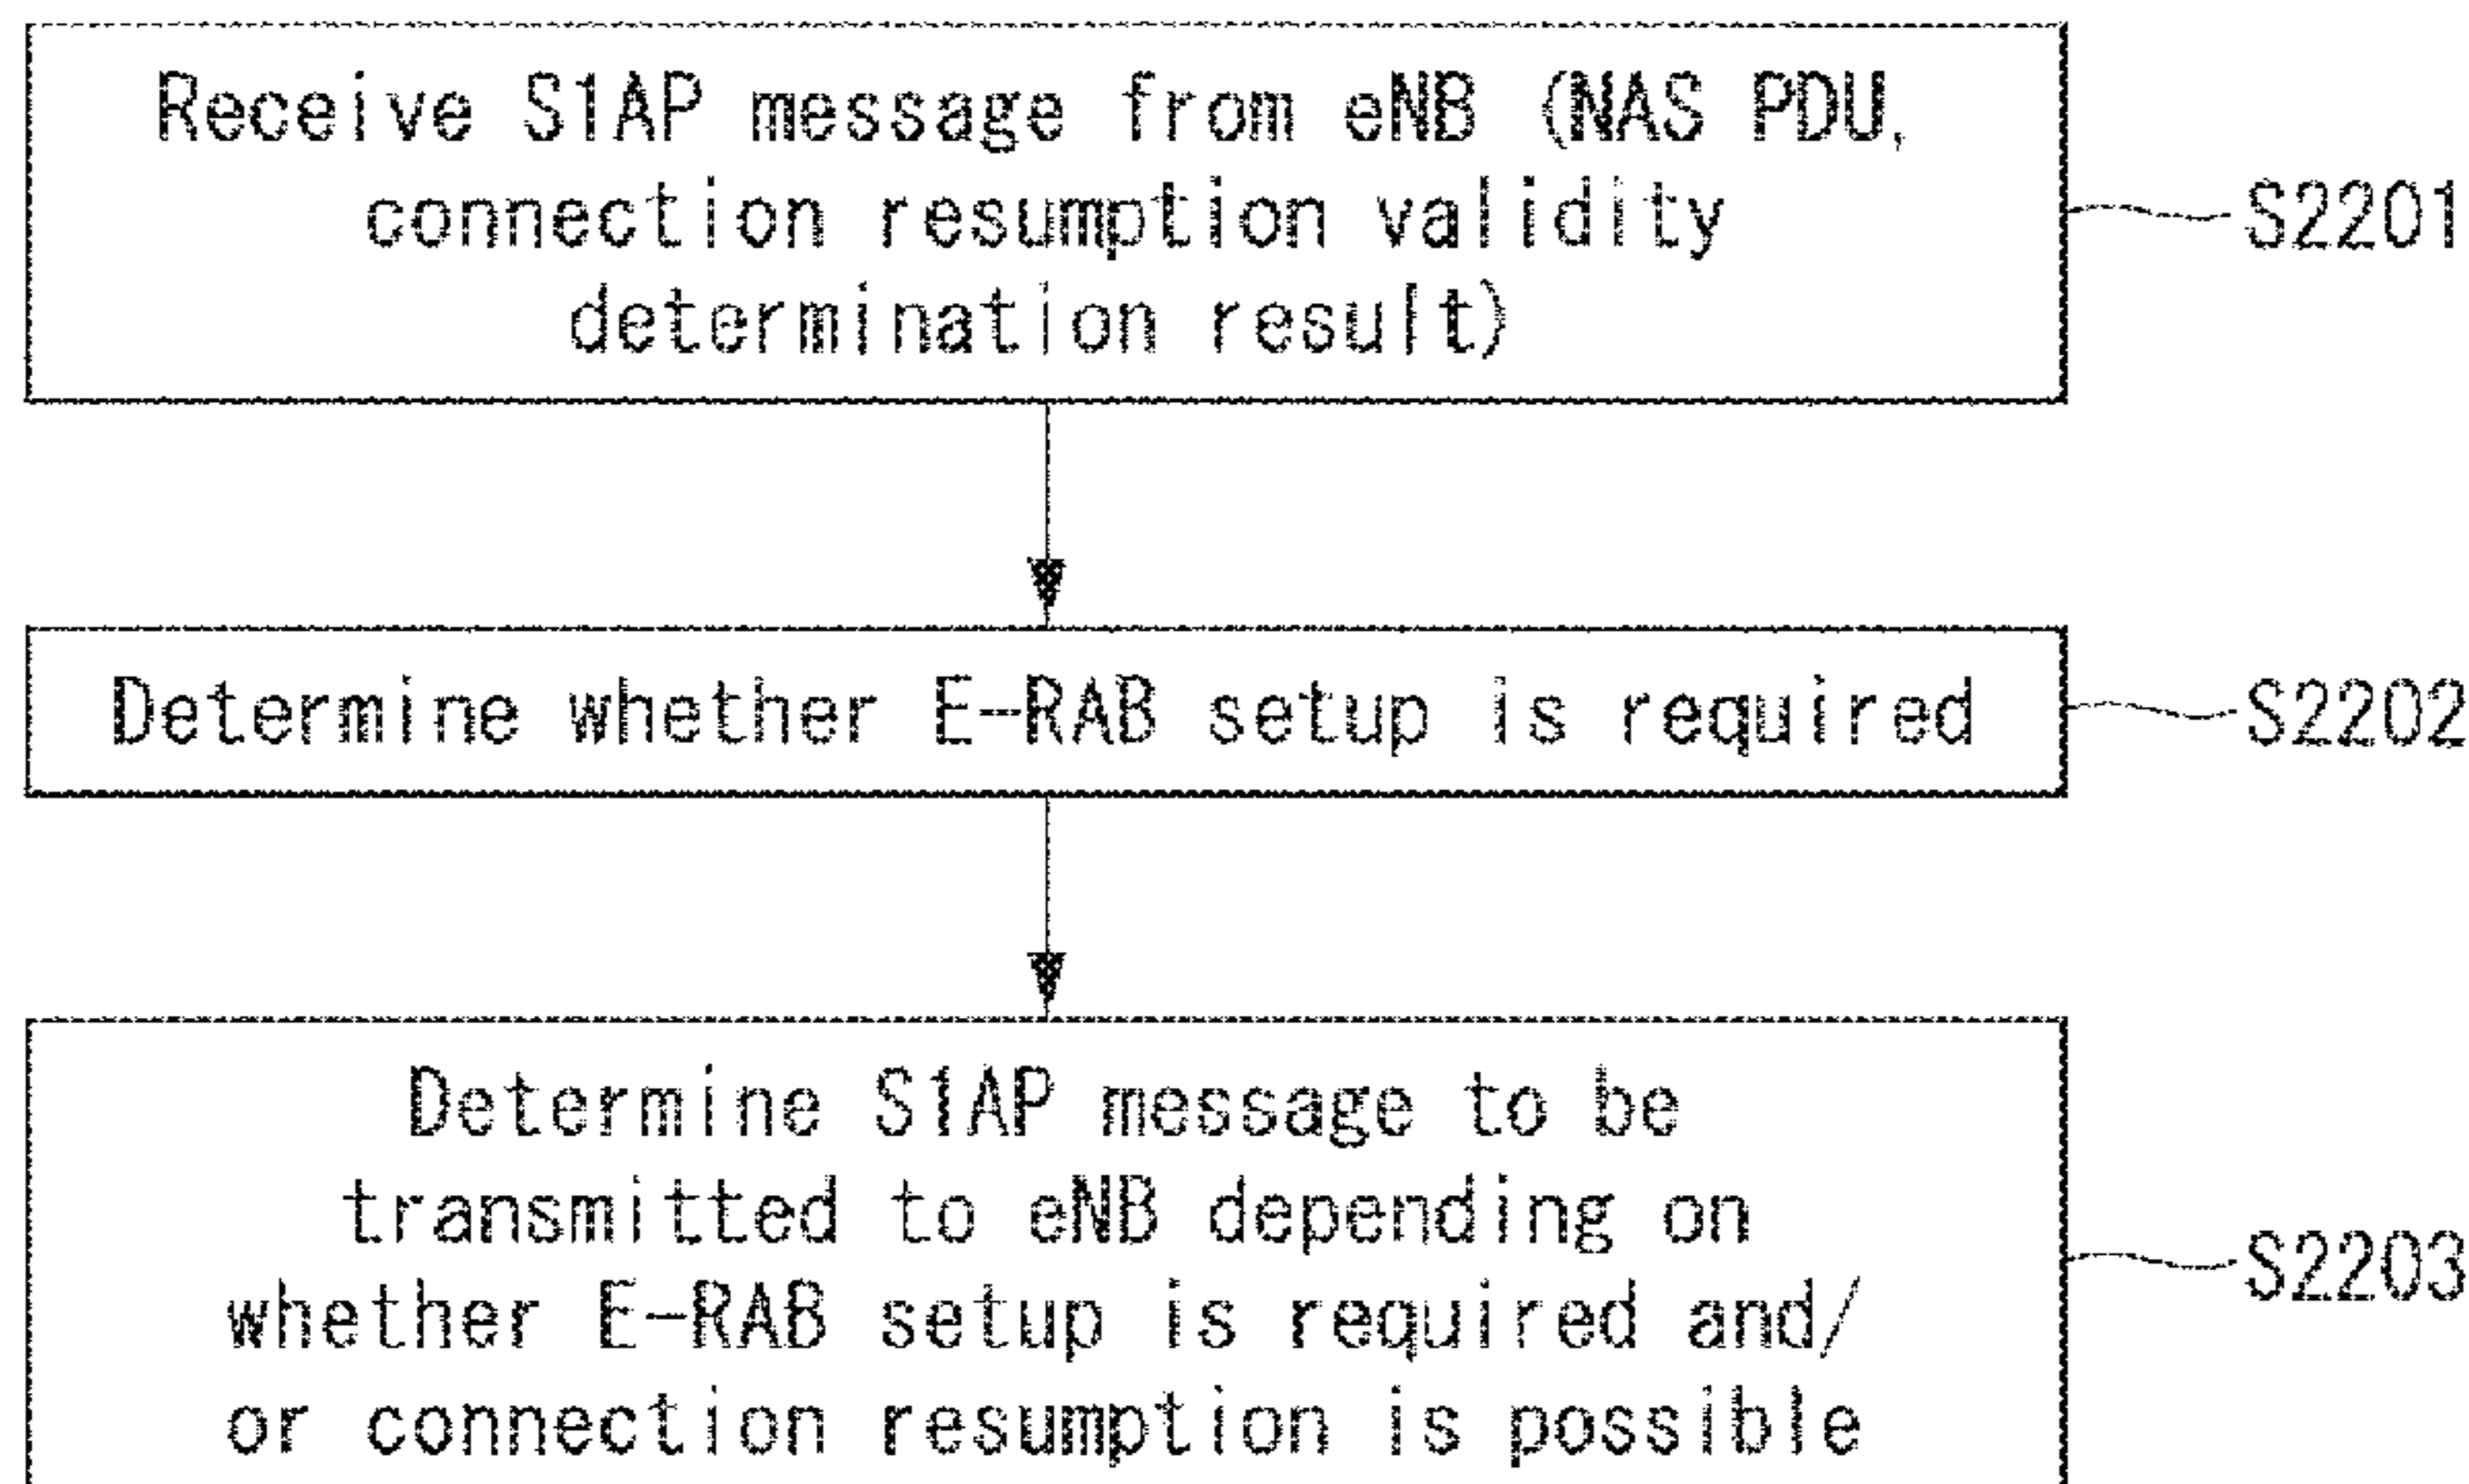 Receive S1AP message from eNB (NAS PDU,
connection resumption validity
determination result)
S2201
Determine whether E-RAB setup is required
S2202
Determine S1AP message to be
transmitted to eNB depending on
whether E-RAB setup is required and/
or connection resumption is possible
S2203